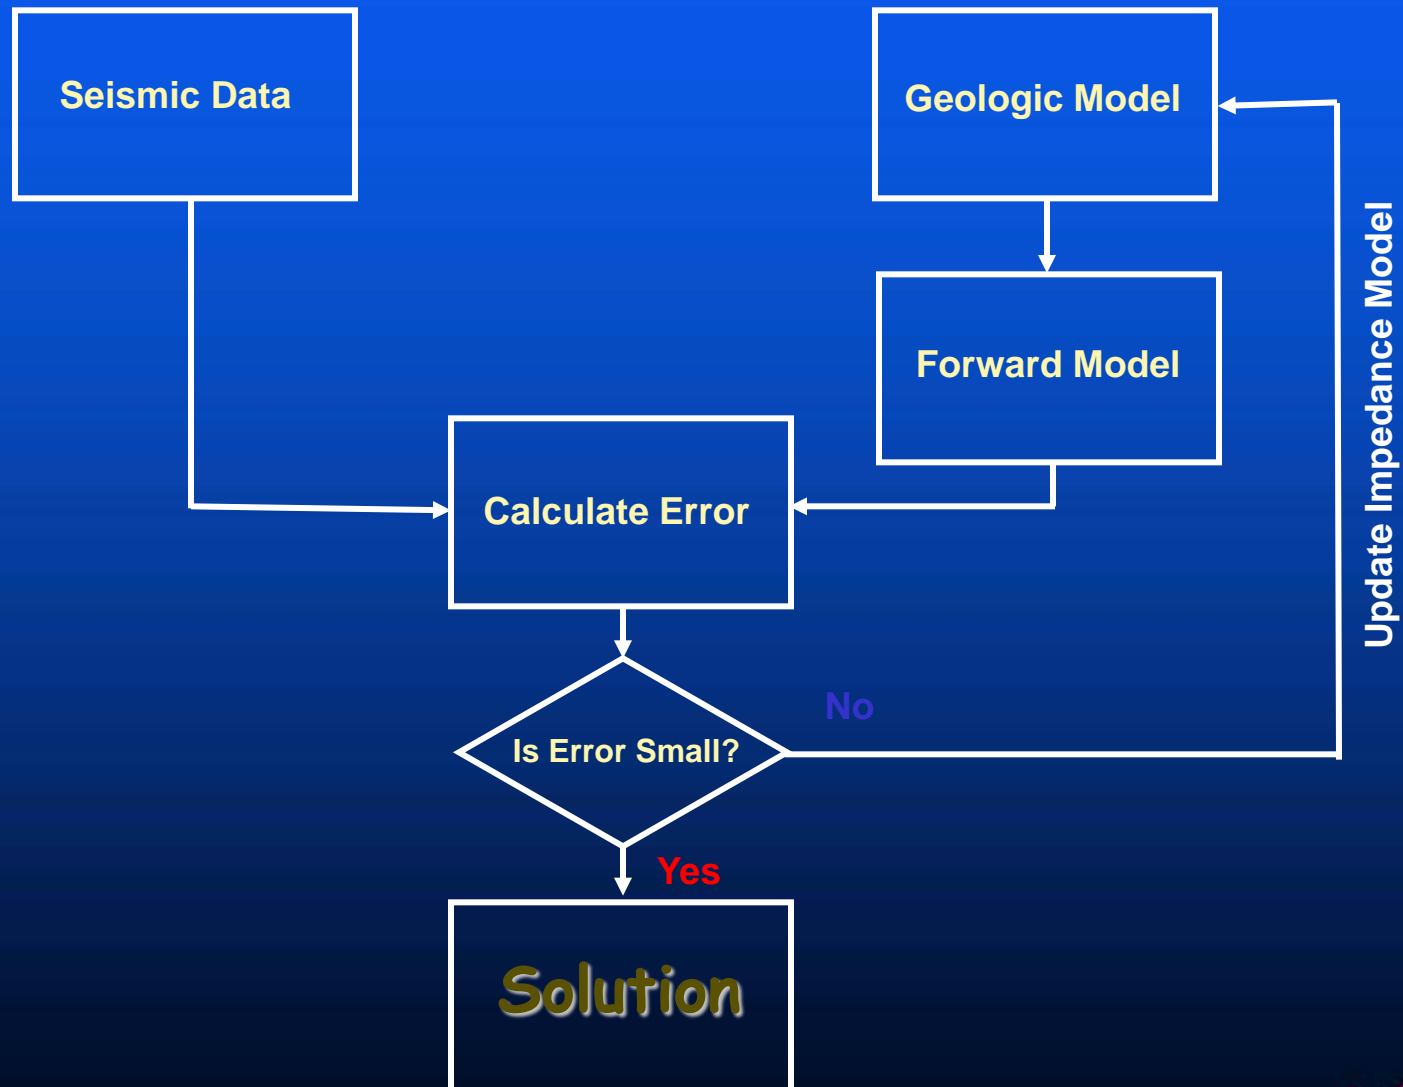 Seismic Data
Geologic Model
Forward Model
Update Impedance Model
Calculate Error
Is Error Small?
No
Yes
Solution